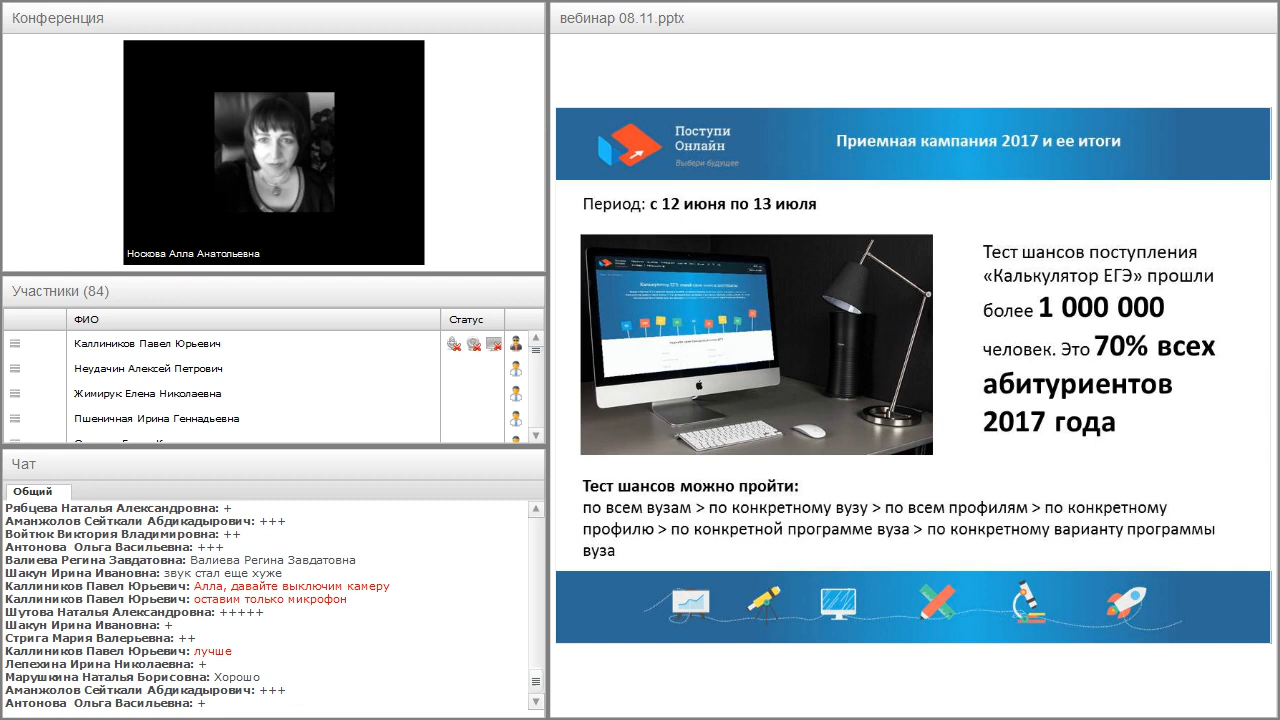 Конференция
Носкова Алла Анатольевна
Участники (84)
ФИО
Статус
Каллиников Павел Юрьевич
Неудачин Алексей Петрович
Жимирук Елена Николаевна
Пшеничная Ирина Геннадьевна
Чат
Общий
Рябцева Наталья Александровна: +
Аманжолов Сейткали Абдикадырович: +++
Войтюк Виктория Владимировна: ++
Антонова Ольга Васильевна: +++
Валиева Регина Завдатовна: Валиева Регина Завдатовна
Шакун Ирина Ивановна: звук стал еще хуже
Каллиников Павел Юрьевич: Алла, давайте выключим камеру
Каллиников Павел Юрьевич: оставим только микрофон
Шутова Наталья Александровна: +++++
Шакун Ирина Ивановна: +
Стрига Мария Валерьевна: ++
Каллиников Павел Юрьевич: лучше
Лепехина Ирина Николаевна: +
Марушкина Наталья Борисовна: Хорошо
Аманжолов Сейткали Абдикадырович: +++
Антонова Ольга Васильевна: +
вебинар 08.11.pptx
Поступи
Онлайн
Выбери будущее
Приемная кампания 2017 и ее итоги
Период: с 12 июня по 13 июля
Тест шансов поступления
«Калькулятор ЕГЭ» прошли
более 1 000 000
человек. Это 70% всех
абитуриентов
2017 года
Тест шансов можно пройти:
по всем вузам > по конкретному вузу > по всем профилям > по конкретному
профилю > по конкретной программе вуза > по конкретному варианту программы
вуза